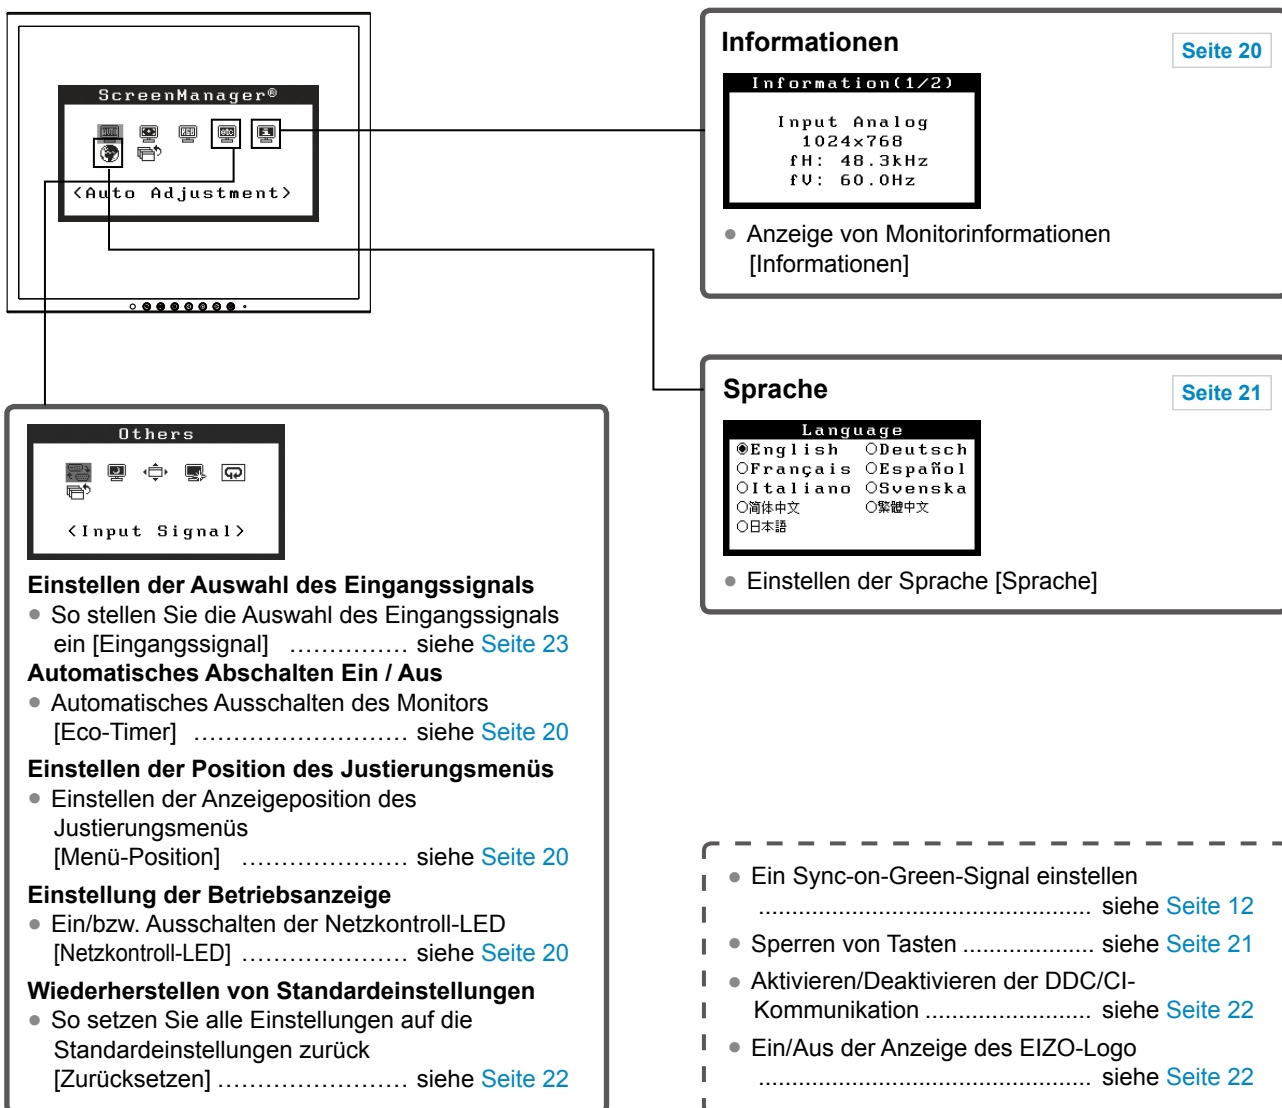 ScreenManager®
<Auto Adjustment>
Informationen
Seite 20
Information(1/2)
Input Analog
1024x768
fH: 48.3kHz
fV: 60.0Hz
• Anzeige von Monitorinformationen
[Informationen]
Sprache
Seite 21
Language
English Deutsch
Français Español
Italiano Svenska
简体中文 繁體中文
日本語
• Einstellen der Sprache [Sprache]
Others
<Input Signal>
Einstellen der Auswahl des Eingangssignals
• So stellen Sie die Auswahl des Eingangssignals
ein [Eingangssignal] ............... siehe Seite 23
Automatisches Abschalten Ein / Aus
• Automatisches Ausschalten des Monitors
[Eco-Timer] ............................ siehe Seite 20
Einstellen der Position des Justierungsmenüs
• Einstellen der Anzeigeposition des
Justierungsmenüs
[Menü-Position] ..................... siehe Seite 20
Einstellung der Betriebsanzeige
• Ein/bzw. Ausschalten der Netzkontroll-LED
[Netzkontroll-LED] ..................... siehe Seite 20
Wiederherstellen von Standardeinstellungen
• So setzen Sie alle Einstellungen auf die
Standardeinstellungen zurück
[Zurücksetzen] ........................ siehe Seite 22
• Ein Sync-on-Green-Signal einstellen
.................................................. siehe Seite 12
• Sperren von Tasten .................... siehe Seite 21
• Aktivieren/Deaktivieren der DDC/CI-
Kommunikation ......................... siehe Seite 22
• Ein/Aus der Anzeige des EIZO-Logo
.................................................. siehe Seite 22